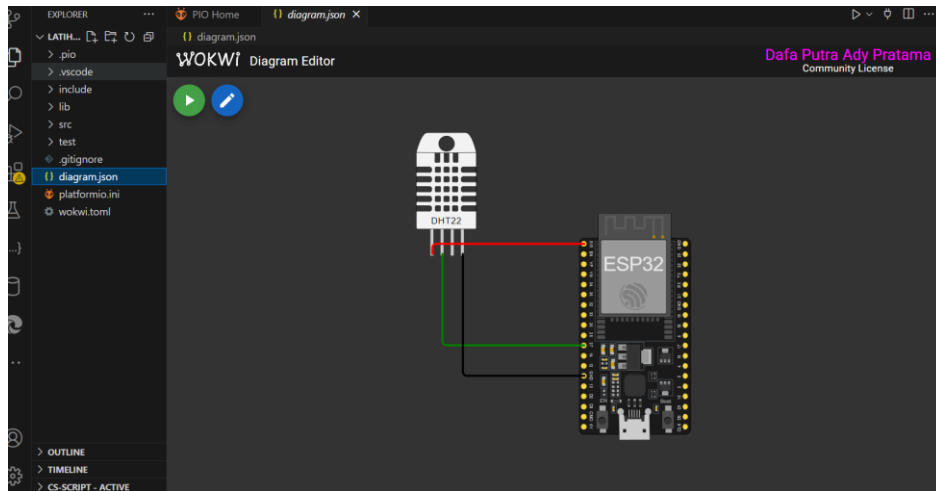 EXPLORER
PIO Home
{} diagram.json
LATIH...
{} diagram.json
.pio
WOKWI Diagram Editor
Dafa Putra Ady Pratama
Community License
.vscode
include
lib
src
test
.gitignore
{} diagram.json
platformio.ini
wokwi.toml
DHT22
ESP32
OUTLINE
TIMELINE
CS-SCRIPT - ACTIVE